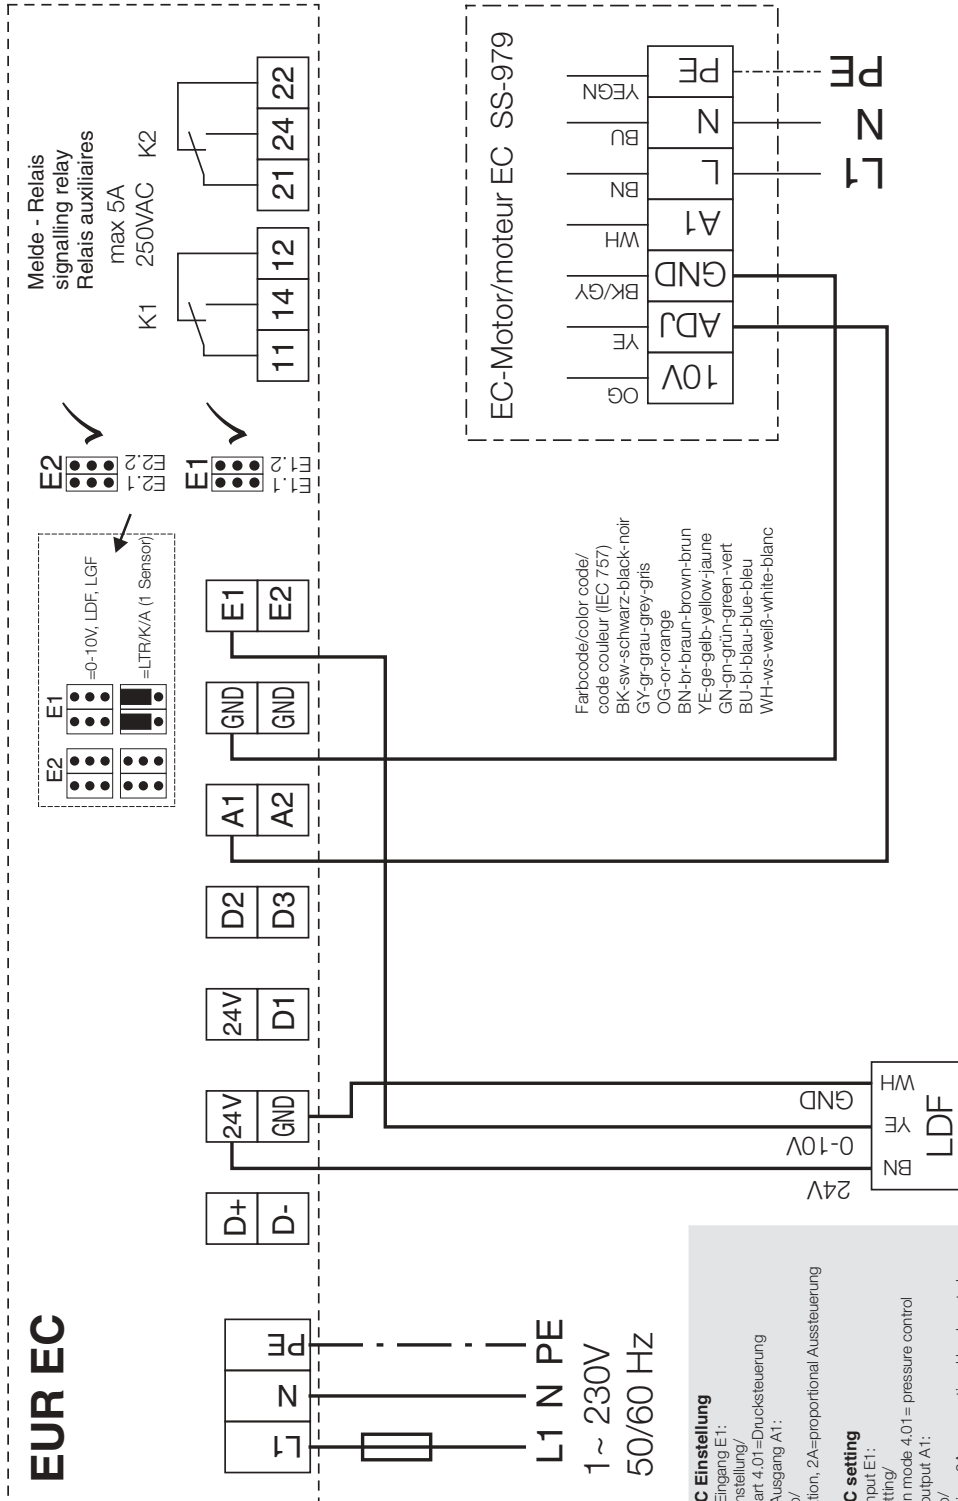 EUR EC
Melde - Relais
signalling relay
Relais auxiliaires
max 5A
250VAC
K1
K2
11 14 12
21 24 22
E2
E2.1
E2.2
E1
E1.1
E1.2
E2 E1
=0-10V, LDF, LGF
=LTR/K/A (1 Sensor)
L1 N PE
D+
D-
24V
GND
24V
D1
D2
D3
A1
A2
GND
GND
E1
E2
L1 N PE
1~ 230V
50/60 Hz
EC-Motor/moteur EC SS-979
OG
YE
BK/GY
WH
BN
BU
YEGN
10V
ADJ
GND
A1
L
N
PE
L1
N
PE
Farbcode/color code/
code couleur (IEC 757)
BK-sw-schwarz-black-noir
GY-gr-grau-grey-gris
OG-or-orange
BN-br-braun-brown-brun
YE-ge-gelb-yellow-jaune
GN-gn-grün-green-vert
BU-bl-blau-blue-bleu
WH-ws-weiß-white-blanc
24V
0-10V
GND
BN
YE
WH
LDF
C Einstellung
Eingang E1:
nstellung/
art 4.01=Drucksteuerung
Ausgang A1:
tion, 2A=proportional Aussteuerung
C setting
nput E1:
tting/
n mode 4.01= pressure control
output A1: